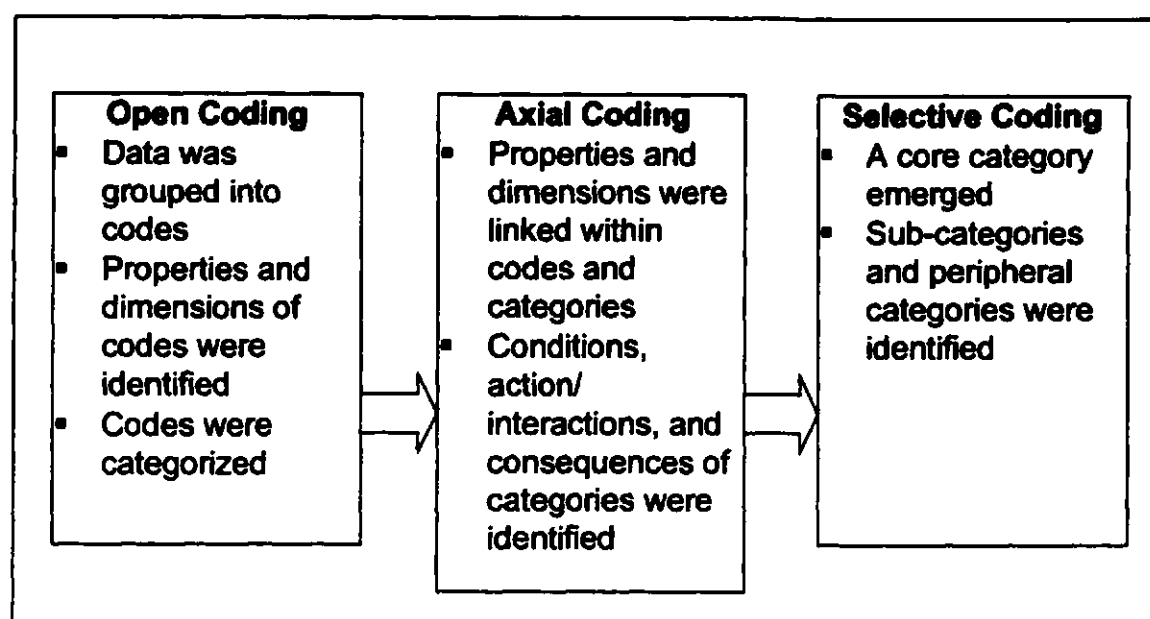 Open Coding
▪ Data was
grouped into
codes
▪ Properties and
dimensions of
codes were
identified
▪ Codes were
categorized
Axial Coding
▪ Properties and
dimensions were
linked within
codes and
categories
▪ Conditions,
action/
interactions, and
consequences of
categories were
identified
Selective Coding
▪ A core category
emerged
▪ Sub-categories
and peripheral
categories were
identified